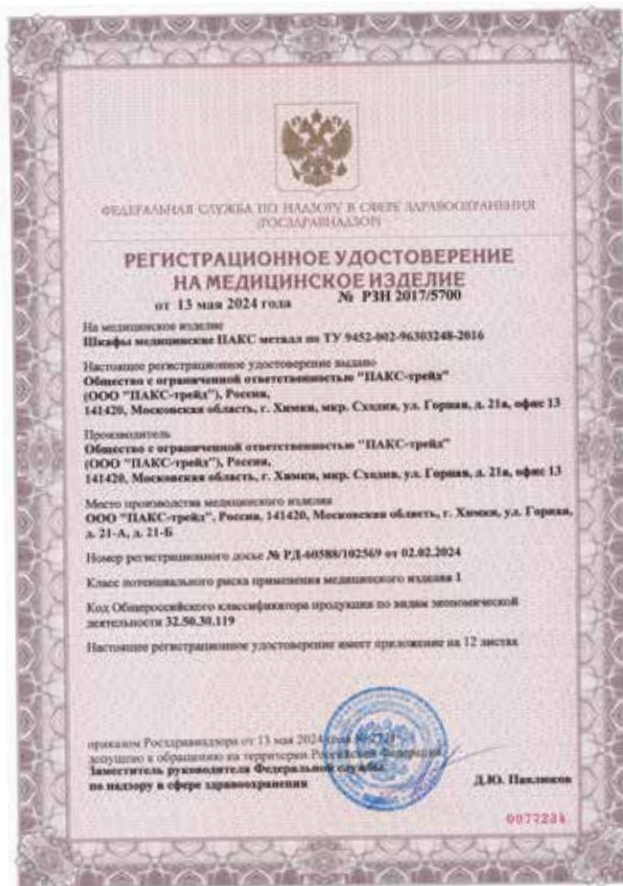 ФЕДЕРАЛЬНАЯ СЛУЖБА ПО НАДЗОРУ В СФЕРЕ ЗДРАВООХРАНЕНИЯ
(РОСЗДРАВНАДЗОР)
РЕГИСТРАЦИОННОЕ УДОСТОВЕРЕНИЕ
НА МЕДИЦИНСКОЕ ИЗДЕЛИЕ
от 13 мая 2024 года № РЗН 2017/5700
На медицинское изделие
Шкафы медицинские ПАКС металл по ТУ 9452-002-96303248-2016
Настоящее регистрационное удостоверение выдано
Общество с ограниченной ответственностью "ПАКС-трейд"
(ООО "ПАКС-трейд"), Россия,
141420, Московская область, г. Химки, мкр. Сходня, ул. Горная, д. 21а, офис 13
Производитель
Общество с ограниченной ответственностью "ПАКС-трейд"
(ООО "ПАКС-трейд"), Россия,
141420, Московская область, г. Химки, мкр. Сходня, ул. Горная, д. 21а, офис 13
Место производства медицинского изделия
ООО "ПАКС-трейд", Россия, 141420, Московская область, г. Химки, ул. Горная,
д. 21-А, д. 21-Б
Номер регистрационного досье № РД-60588/102569 от 02.02.2024
Класс потенциального риска применения медицинского изделия 1
Код Общероссийского классификатора продукции по видам экономической
деятельности 32.50.30.119
Настоящее регистрационное удостоверение имеет приложение на 12 листах
приказом Росздравнадзора от 13 мая 2024
допущено к обращению на территории Российской Федерации.
Заместитель руководителя Федеральной службы
по надзору в сфере здравоохранения
Д.Ю. Павлюков
0077234